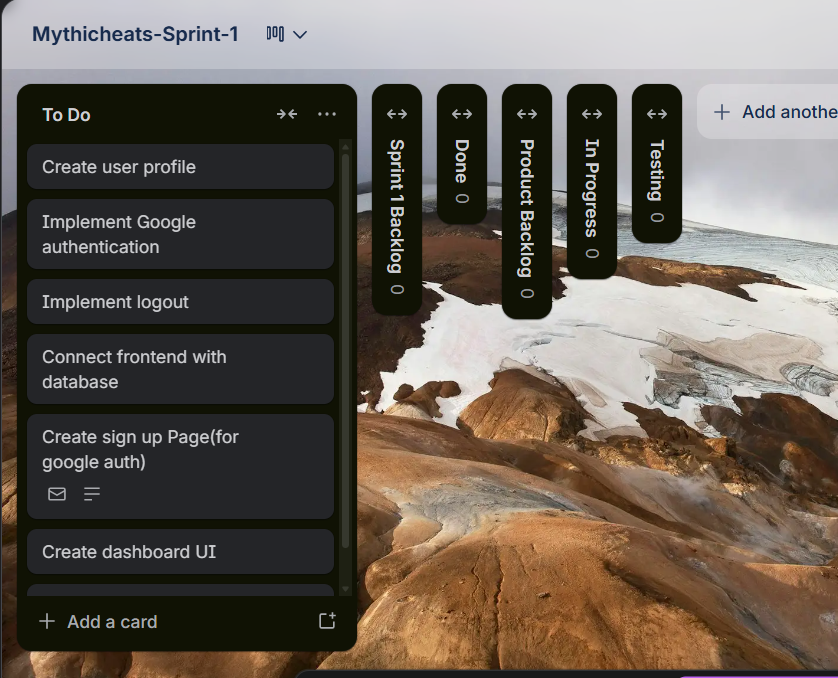 Mythicheats-Sprint-1
To Do
Create user profile
Implement Google
authentication
Implement logout
Connect frontend with
database
Create sign up Page(for
google auth)
Create dashboard UI
Add a card
Sprint 1 Backlog 0
Done 0
Product Backlog 0
In Progress 0
Testing 0
Add anothe